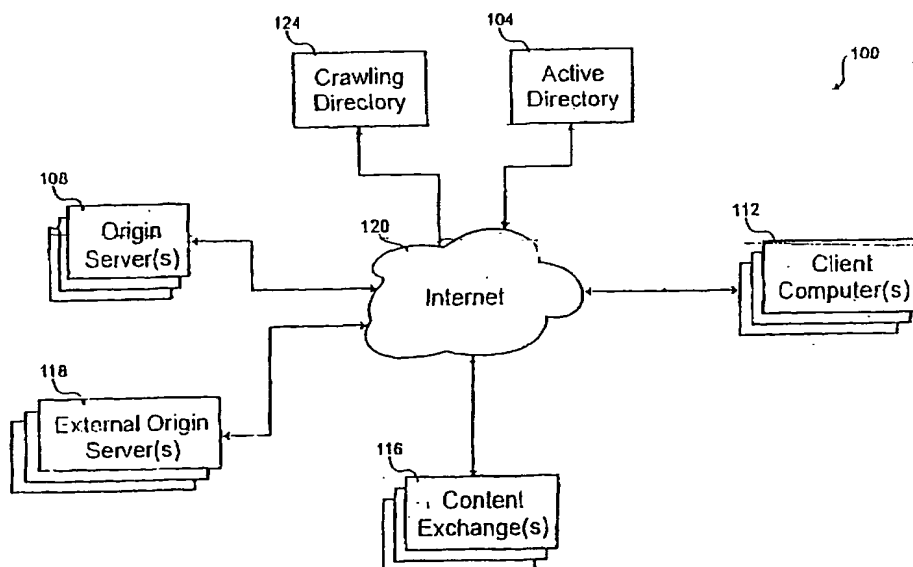 124
Crawling
Directory
104
Active
Directory
100
108
Origin
Server(s)
120
Internet
112
Client
Computer(s)
118
External Origin
Server(s)
116
Content
Exchange(s)